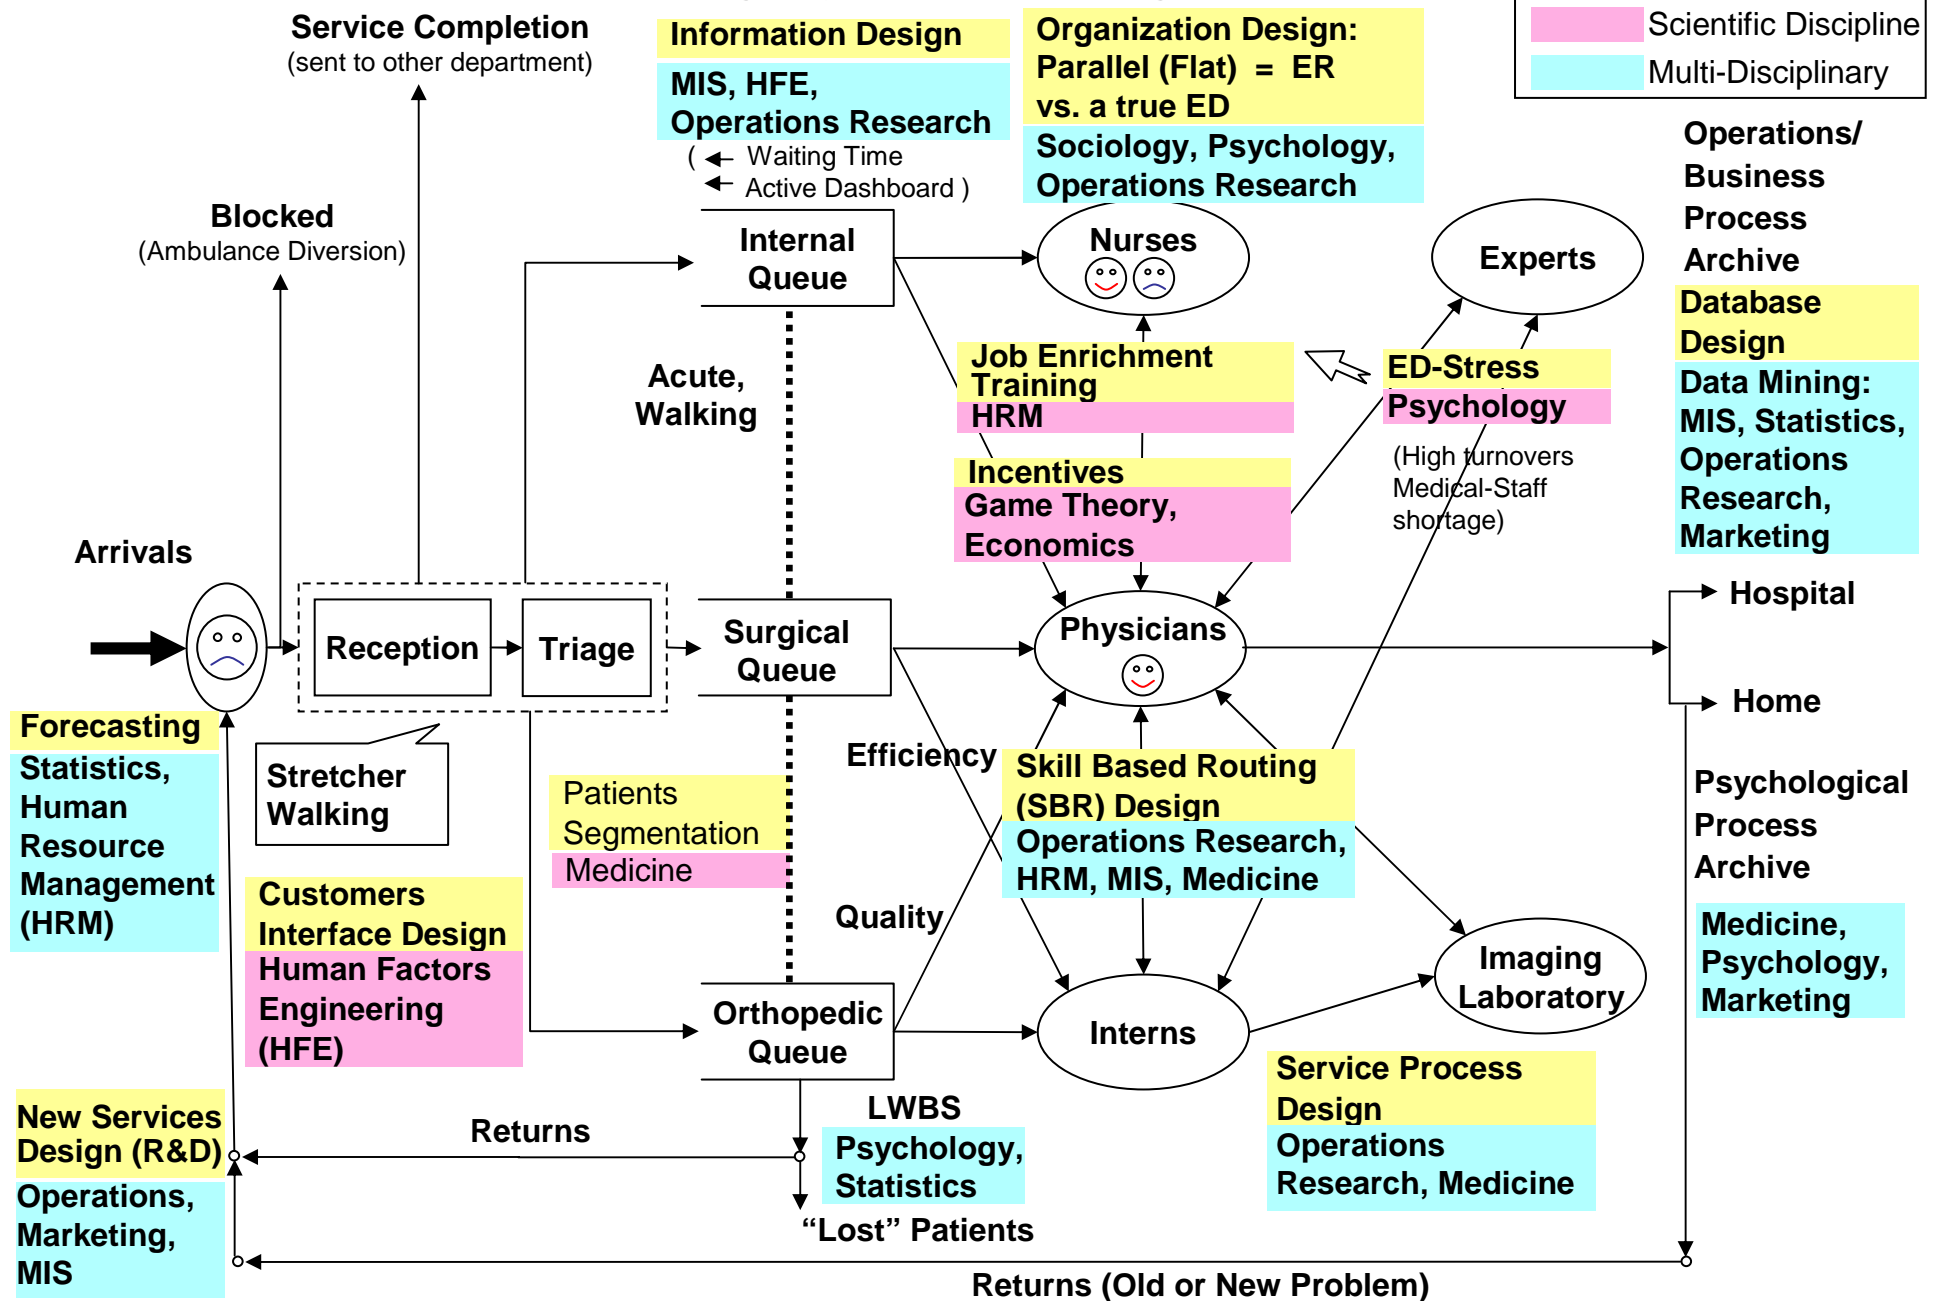 Service Completion
(sent to other department)
Information Design
MIS, HFE,
Operations Research
( Waiting Time
Active Dashboard )
Organization Design:
Parallel (Flat) = ER
vs. a true ED
Sociology, Psychology,
Operations Research
Scientific Discipline
Multi-Disciplinary
Operations/
Business
Process
Archive
Database
Design
Data Mining:
MIS, Statistics,
Operations
Research,
Marketing
Blocked
(Ambulance Diversion)
Internal
Queue
Nurses
Experts
Acute,
Walking
Job Enrichment
Training
HRM
ED-Stress
Psychology
(High turnovers
Medical-Staff
shortage)
Incentives
Game Theory,
Economics
Arrivals
Reception
Triage
Surgical
Queue
Physicians
Hospital
Home
Forecasting
Statistics,
Human
Resource
Management
(HRM)
Stretcher
Walking
Patients
Segmentation
Medicine
Efficiency
Skill Based Routing
(SBR) Design
Operations Research,
HRM, MIS, Medicine
Psychological
Process
Archive
Medicine,
Psychology,
Marketing
Customers
Interface Design
Human Factors
Engineering
(HFE)
Quality
Orthopedic
Queue
Interns
Imaging
Laboratory
Service Process
Design
Operations
Research, Medicine
New Services
Design (R&D)
Operations,
Marketing,
MIS
Returns
LWBS
Psychology,
Statistics
“Lost” Patients
Returns (Old or New Problem)